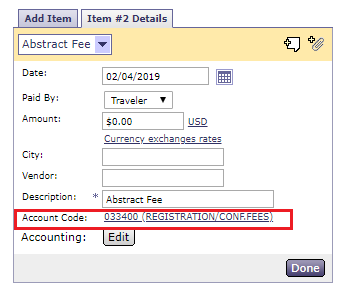 Add Item Item #2 Details
Abstract Fee
Date: 02/04/2019
Paid By: Traveler
Amount: $0.00 USD
Currency exchanges rates
City:
Vendor:
Description: * Abstract Fee
Account Code: 033400 (REGISTRATION/CONF.FEES)
Accounting: Edit
Done